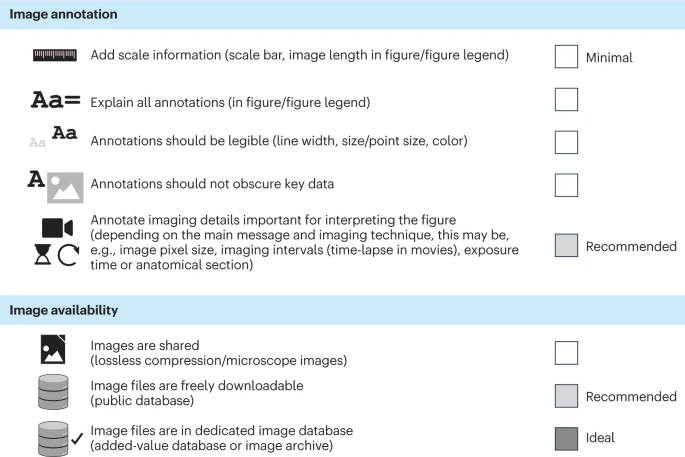 Image annotation
Add scale information (scale bar, image length in figure/figure legend)
Minimal
Aa=
Explain all annotations (in figure/figure legend)
Aa Aa
Annotations should be legible (line width, size/point size, color)
A
Annotations should not obscure key data
Annotate imaging details important for interpreting the figure
(depending on the main message and imaging technique, this may be,
e.g., image pixel size, imaging intervals (time-lapse in movies), exposure
time or anatomical section)
Recommended
Image availability
Images are shared
(lossless compression/microscope images)
Image files are freely downloadable
(public database)
Recommended
Image files are in dedicated image database
(added-value database or image archive)
Ideal